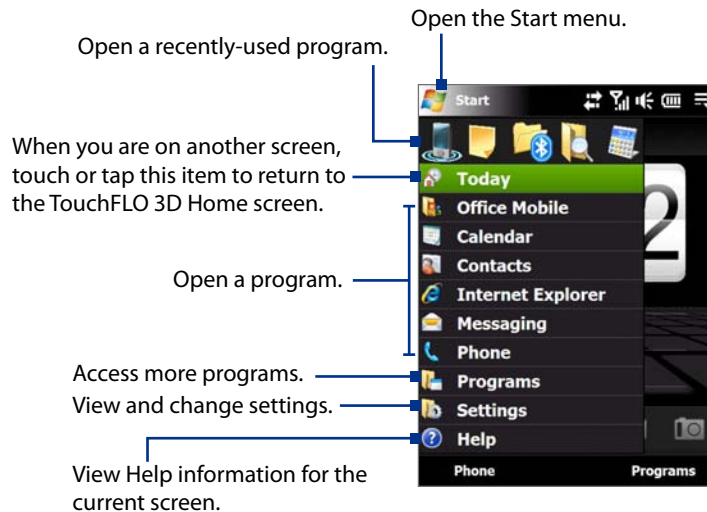 Open the Start menu.
Open a recently-used program.
Start
When you are on another screen,
touch or tap this item to return to
the TouchFLO 3D Home screen.
Today
Office Mobile
Calendar
Contacts
Internet Explorer
Messaging
Phone
Programs
Settings
Help
2
Open a program.
Access more programs.
View and change settings.
View Help information for the
current screen.
Phone
Programs